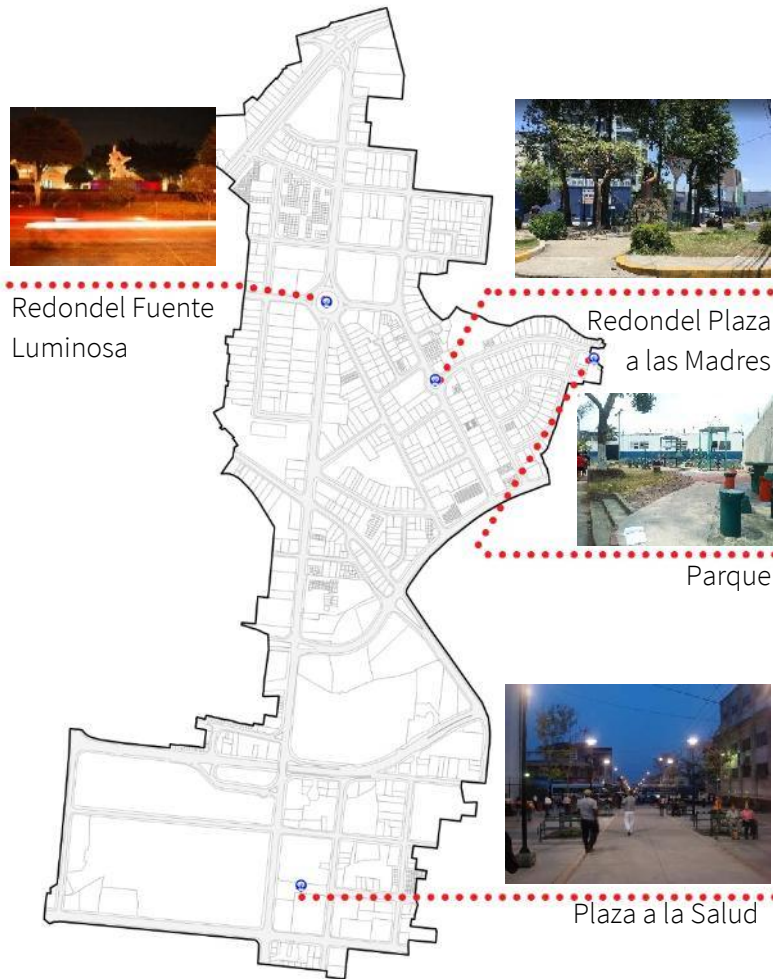 Redondel Fuente
Luminosa
Redondel Plaza
a las Madres
Parque
Plaza a la Salud